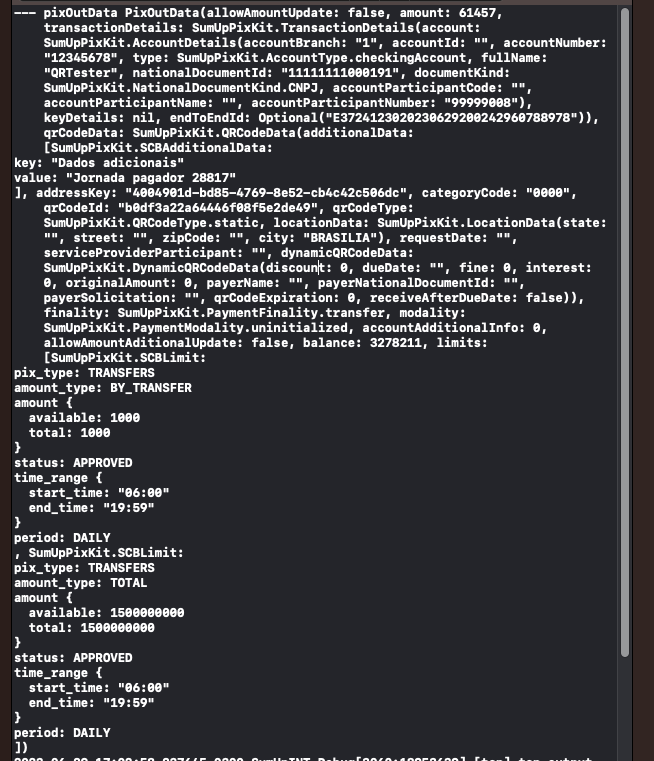 --- pixOutData PixOutData(allowAmountUpdate: false, amount: 61457,
transactionDetails: SumUpPixKit.TransactionDetails(account:
SumUpPixKit.AccountDetails(accountBranch: "1", accountId: "", accountNumber:
"12345678", type: SumUpPixKit.AccountType.checkingAccount, fullName:
"QRTester", nationalDocumentId: "11111111000191", documentKind:
SumUpPixKit.NationalDocumentKind.CNPJ, accountParticipantCode: "",
accountParticipantName: "", accountParticipantNumber: "99999008"),
keyDetails: nil, endToEndId: Optional("E3724123020230629200242960788978")),
qrCodeData: SumUpPixKit.QRCodeData(additionalData:
[SumUpPixKit.SCBAdditionalData:
key: "Dados adicionais"
value: "Jornada pagador 28817"
], addressKey: "4004901d-bd85-4769-8e52-cb4c42c506dc", categoryCode: "0000",
qrCodeId: "b0df3a22a64446f08f5e2de49", qrCodeType:
SumUpPixKit.QRCodeType.static, locationData: SumUpPixKit.LocationData(state:
"", street: "", zipCode: "", city: "BRASILIA"), requestDate: "",
serviceProviderParticipant: "", dynamicQRCodeData:
SumUpPixKit.DynamicQRCodeData(discount: 0, dueDate: "", fine: 0, interest:
0, originalAmount: 0, payerName: "", payerNationalDocumentId: "",
payerSolicitation: "", qrCodeExpiration: 0, receiveAfterDueDate: false)),
finality: SumUpPixKit.PaymentFinality.transfer, modality:
SumUpPixKit.PaymentModality.uninitialized, accountAdditionalInfo: 0,
allowAmountAditionalUpdate: false, balance: 3278211, limits:
[SumUpPixKit.SCBLimit:
pix_type: TRANSFERS
amount_type: BY_TRANSFER
amount {
available: 1000
total: 1000
}
status: APPROVED
time_range {
start_time: "06:00"
end_time: "19:59"
}
period: DAILY
, SumUpPixKit.SCBLimit:
pix_type: TRANSFERS
amount_type: TOTAL
amount {
available: 1500000000
total: 1500000000
}
status: APPROVED
time_range {
start_time: "06:00"
end_time: "19:59"
}
period: DAILY
])